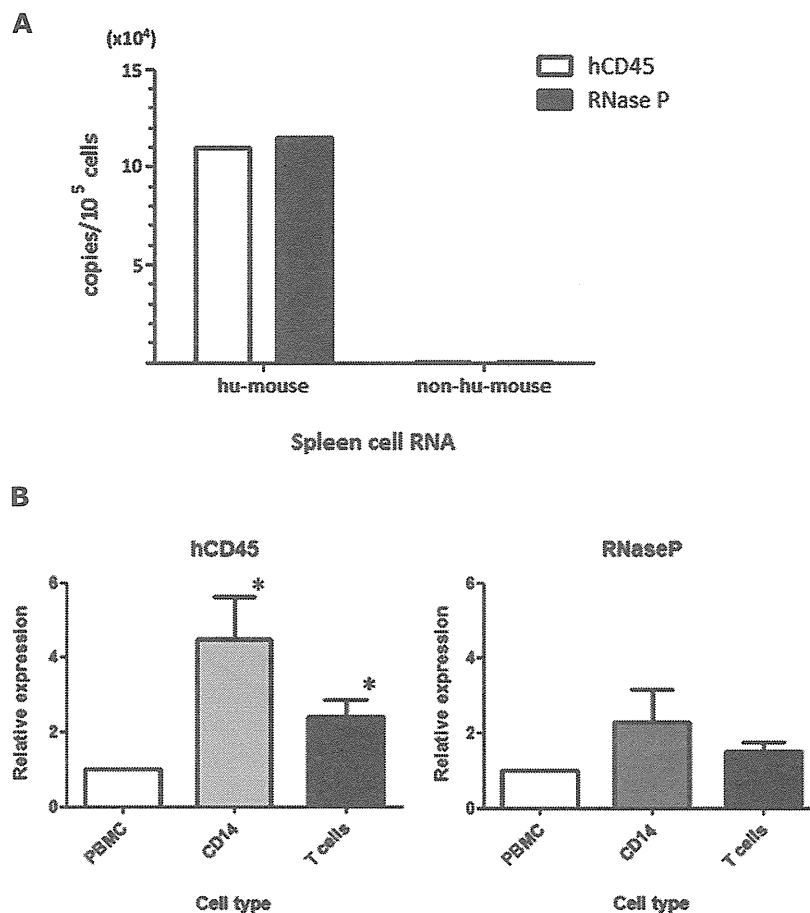 A
(x10⁴)
hCD45
RNase P
15
10
5
copies/10⁵ cells
hu-mouse
non-hu-mouse
Spleen cell RNA
B
hCD45
6
4
2
0
Relative expression
*
*
PBMC
CD14
T cells
Cell type
RNaseP
6
4
2
0
Relative expression
PBMC
CD14
T cells
Cell type